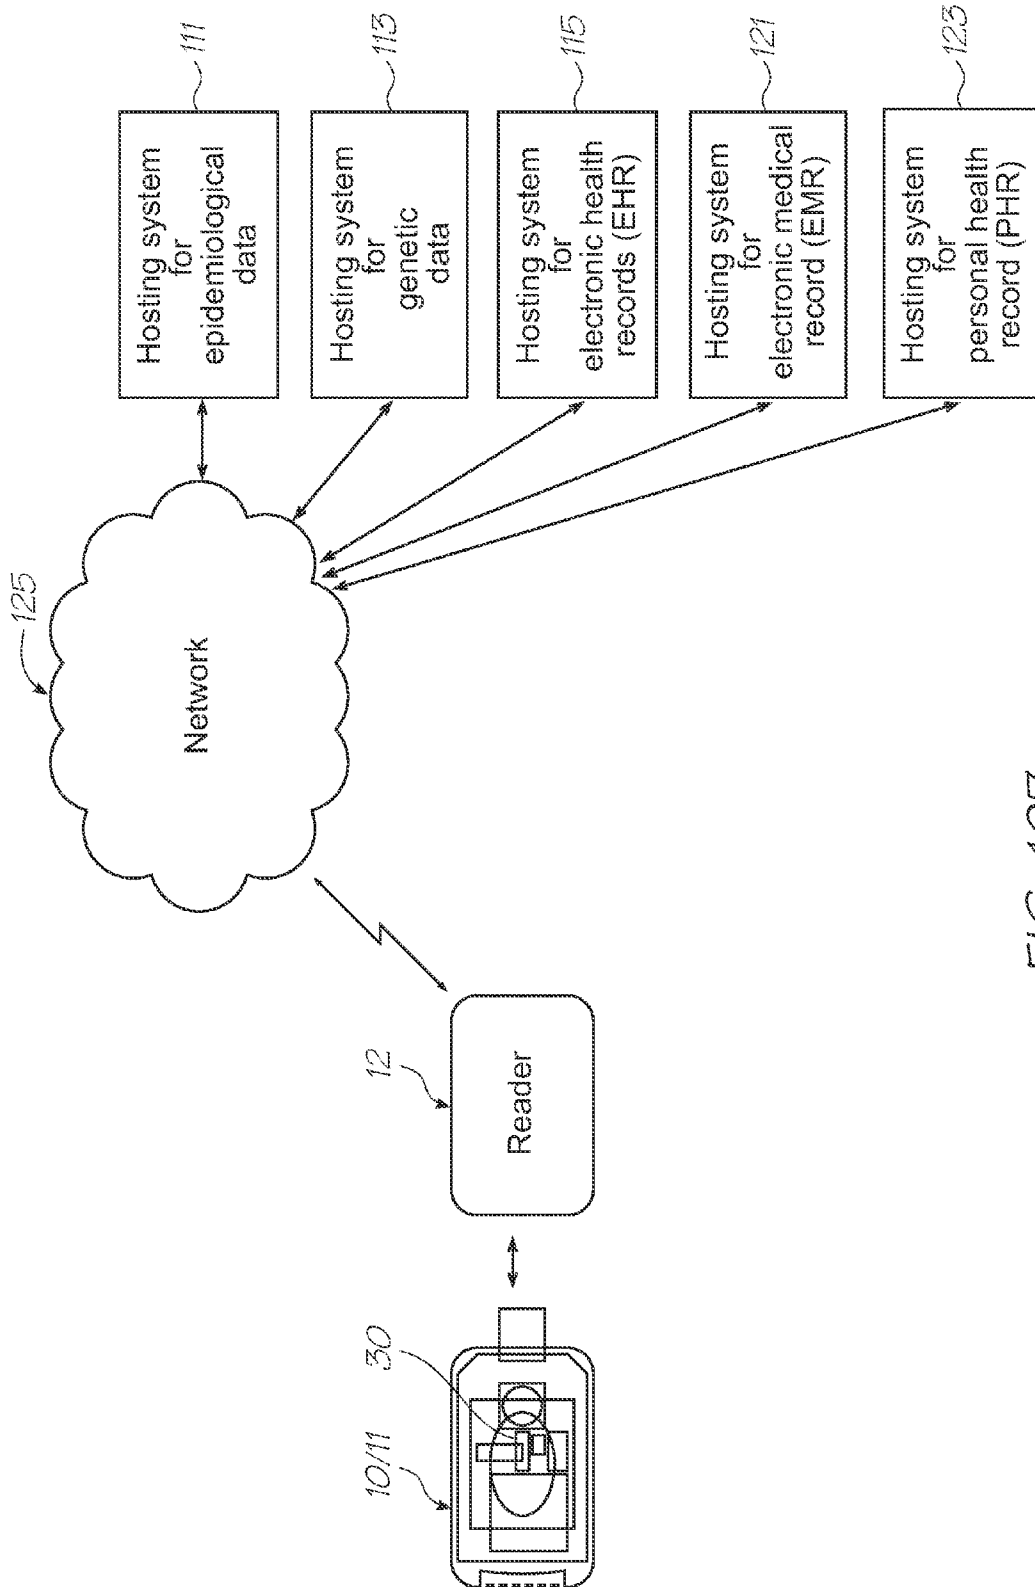 125
Network
111
Hosting system
for
epidemiological
data
113
Hosting system
for
genetic
data
115
Hosting system
for
electronic health
records (EHR)
121
Hosting system
for
electronic medical
record (EMR)
123
Hosting system
for
personal health
record (PHR)
12
Reader
30
10/11